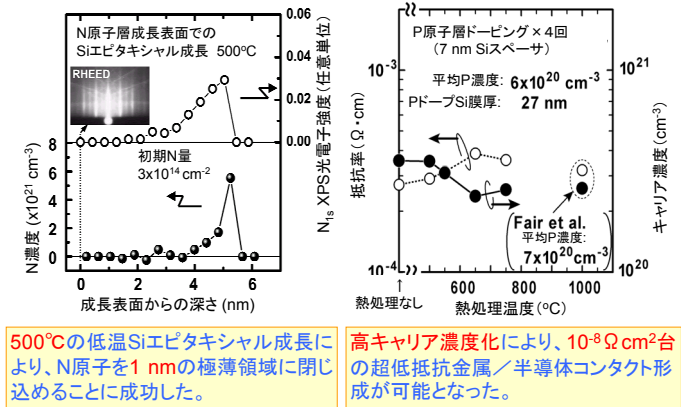 N原子層成長表面での
Siエピタキシャル成長 500℃
RHEED
初期N量
3x10¹⁴cm⁻²
N濃度 (x10²¹ cm⁻³)
8
6
4
2
0
N₁ₛ XPS光電子強度 (任意単位)
0.06
0.04
0.02
0.00
0
2
4
6
成長表面からの深さ (nm)
500℃の低温Siエピタキシャル成長に
より、N原子を1 nmの極薄領域に閉じ
込めることに成功した。
P原子層ドーピング×4回
(7 nm Siスペーサ)
平均P濃度: 6x10²⁰ cm⁻³
PドープSi膜厚: 27 nm
抵抗率 (Ω・cm)
10⁻³
10⁻⁴
キャリア濃度 (cm⁻³)
10²¹
10²⁰
Fair et al.
平均P濃度:
7x10²⁰cm⁻³
600
800
1000
熱処理なし
熱処理温度 (℃)
高キャリア濃度化により、10⁻⁸Ωcm²台
の超低抵抗金属／半導体コンタクト形
成が可能となった。